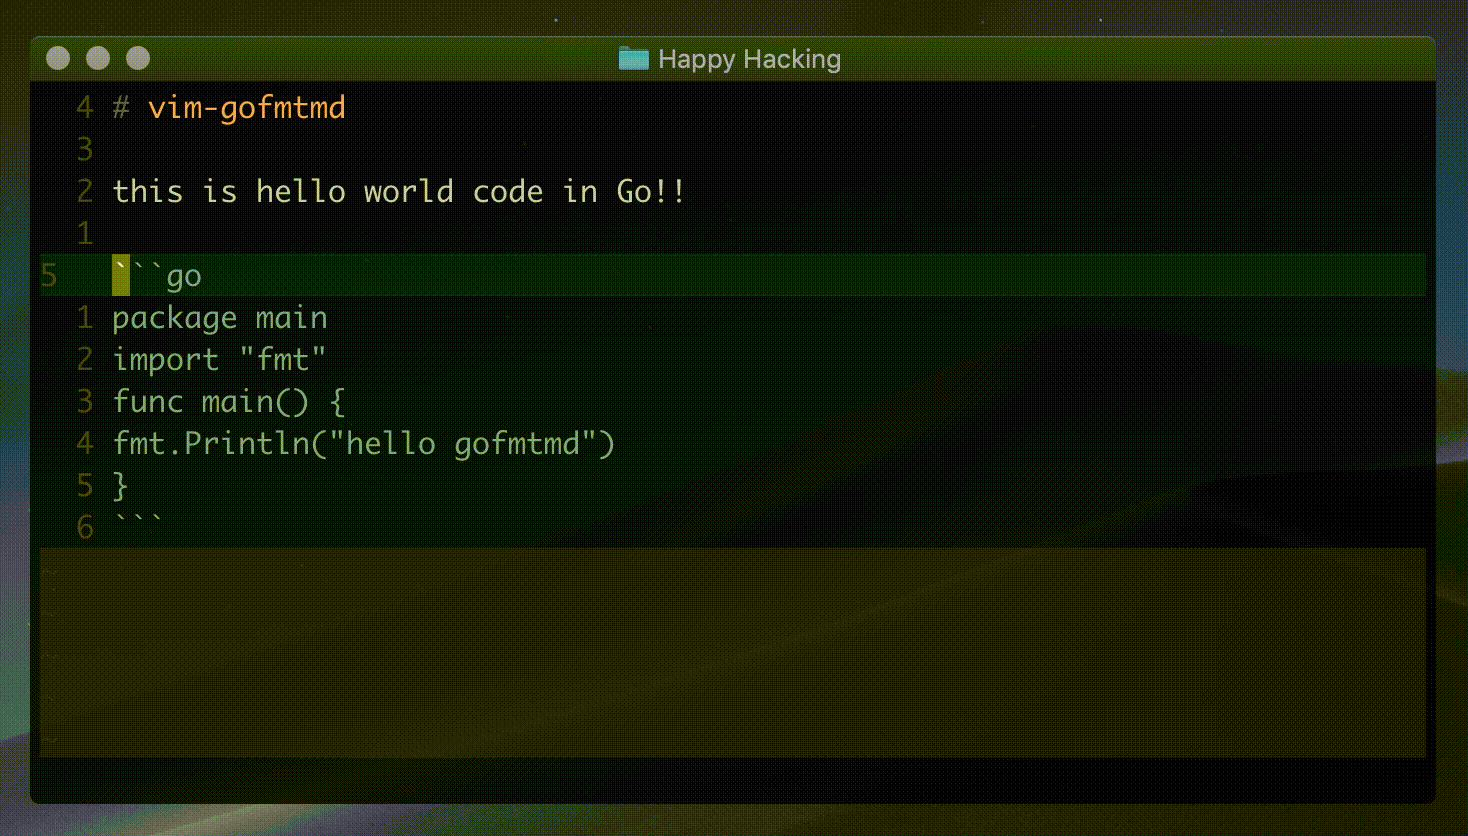 Happy Hacking
4 # vim-gofmtmd
3
2 this is hello world code in Go!!
1
5 ```go
1 package main
2 import "fmt"
3 func main() {
4 fmt.Println("hello gofmtmd")
5 }
6 ```
~
~
~
~
~